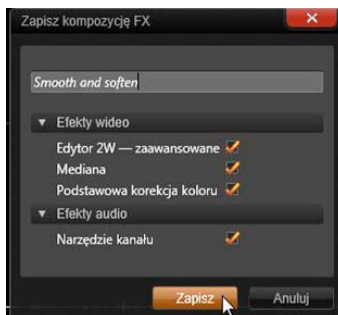 Zapisz kompozycję FX
Smooth and soften
Efekty wideo
Edytor 2W — zaawansowane
Mediana
Podstawowa korekcja koloru
Efekty audio
Narzędzie kanału
Zapisz
Anuluj